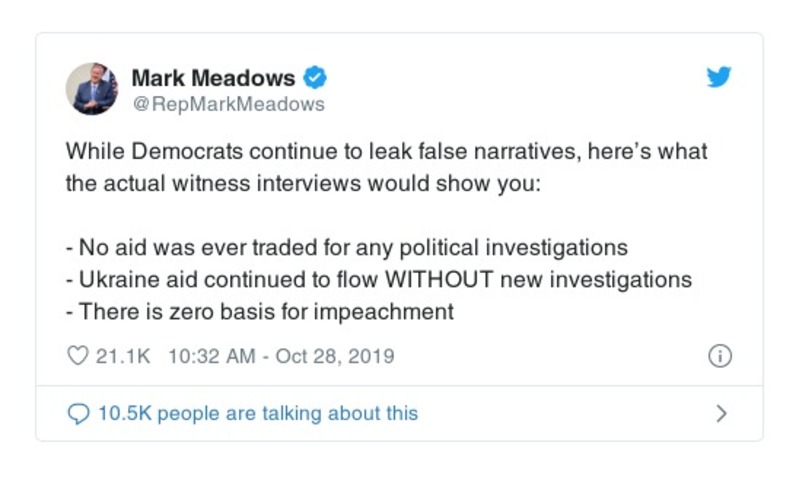 Mark Meadows
@RepMarkMeadows
While Democrats continue to leak false narratives, here’s what
the actual witness interviews would show you:
- No aid was ever traded for any political investigations
- Ukraine aid continued to flow WITHOUT new investigations
- There is zero basis for impeachment
21.1K 10:32 AM - Oct 28, 2019
10.5K people are talking about this